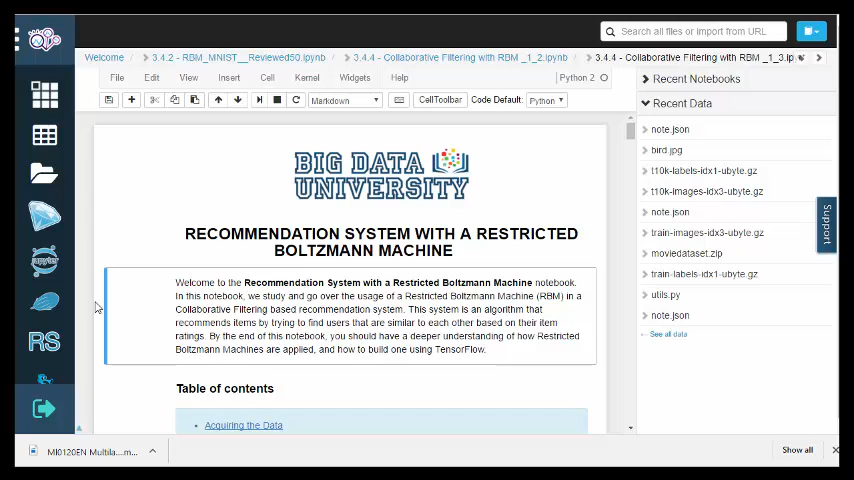 Search all files or import from URL
Welcome
3.4.2 - RBM_MNIST__Reviewed50.ipynb
3.4.4 - Collaborative Filtering with RBM _1_2.ipynb
3.4.4 - Collaborative Filtering with RBM _1_3.ip
File Edit View Insert Cell Kernel Widgets Help
Python 2
Markdown
CellToolbar
Code Default:
Python
BIG DATA
UNIVERSITY
RECOMMENDATION SYSTEM WITH A RESTRICTED
BOLTZMANN MACHINE
Welcome to the Recommendation System with a Restricted Boltzmann Machine notebook.
In this notebook, we study and go over the usage of a Restricted Boltzmann Machine (RBM) in a
Collaborative Filtering based recommendation system. This system is an algorithm that
recommends items by trying to find users that are similar to each other based on their item
ratings. By the end of this notebook, you should have a deeper understanding of how Restricted
Boltzmann Machines are applied, and how to build one using TensorFlow.
Table of contents
Acquiring the Data
Recent Notebooks
Recent Data
note.json
bird.jpg
t10k-labels-idx1-ubyte.gz
t10k-images-idx3-ubyte.gz
note.json
train-images-idx3-ubyte.gz
moviedataset.zip
train-labels-idx1-ubyte.gz
utils.py
note.json
See all data
Support
jupyter
RS
MI0120EN Multila....m...
Show all